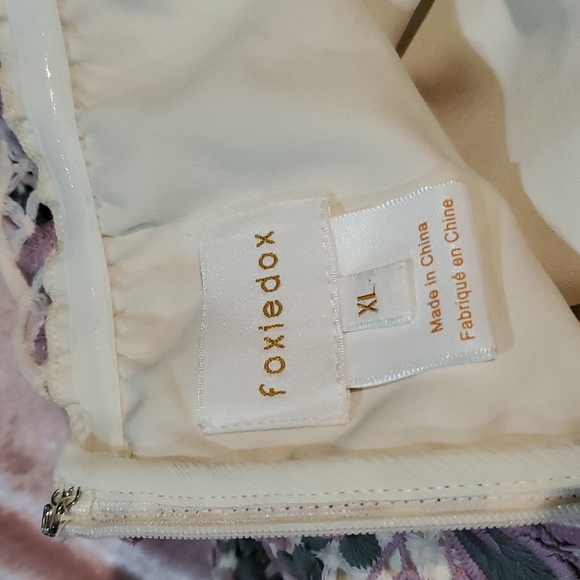 foxiedox
XL
Made in China
Fabriqué en Chine